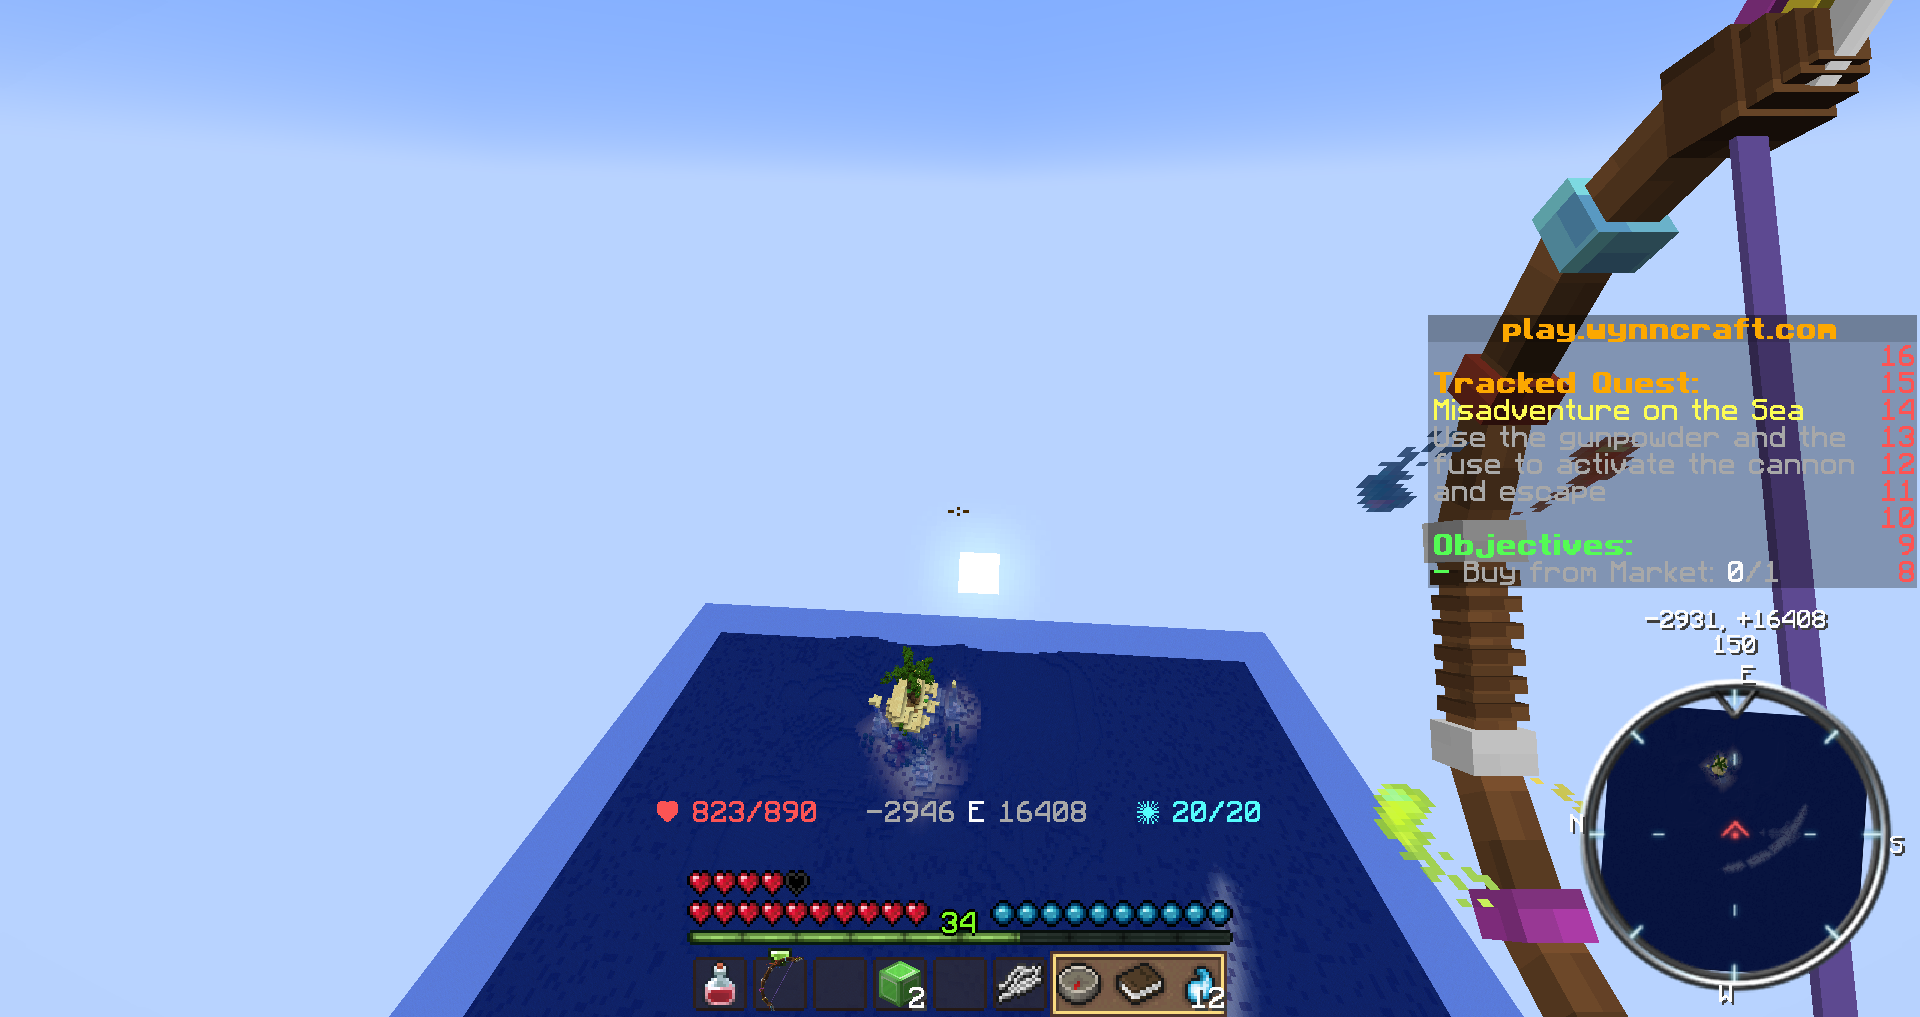 play.wynncraft.com
16
Tracked Quest: 15
Misadventure on the Sea 14
Use the gunpowder and the 13
fuse to activate the cannon 12
and escape 11
10
Objectives: 9
- Buy from Market: 0/1 8
-2931, +16408
150
E
N
S
W
823/890 -2946 E 16408 20/20
34
2
12